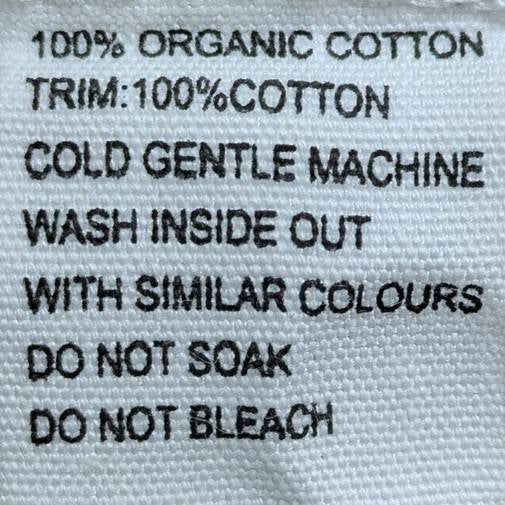 100% ORGANIC COTTON
TRIM:100%COTTON
COLD GENTLE MACHINE
WASH INSIDE OUT
WITH SIMILAR COLOURS
DO NOT SOAK
DO NOT BLEACH